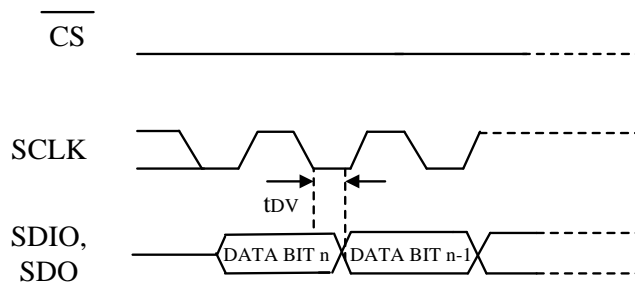 CS
SCLK
tDV
SDIO,
SDO
DATA BIT n
DATA BIT n-1